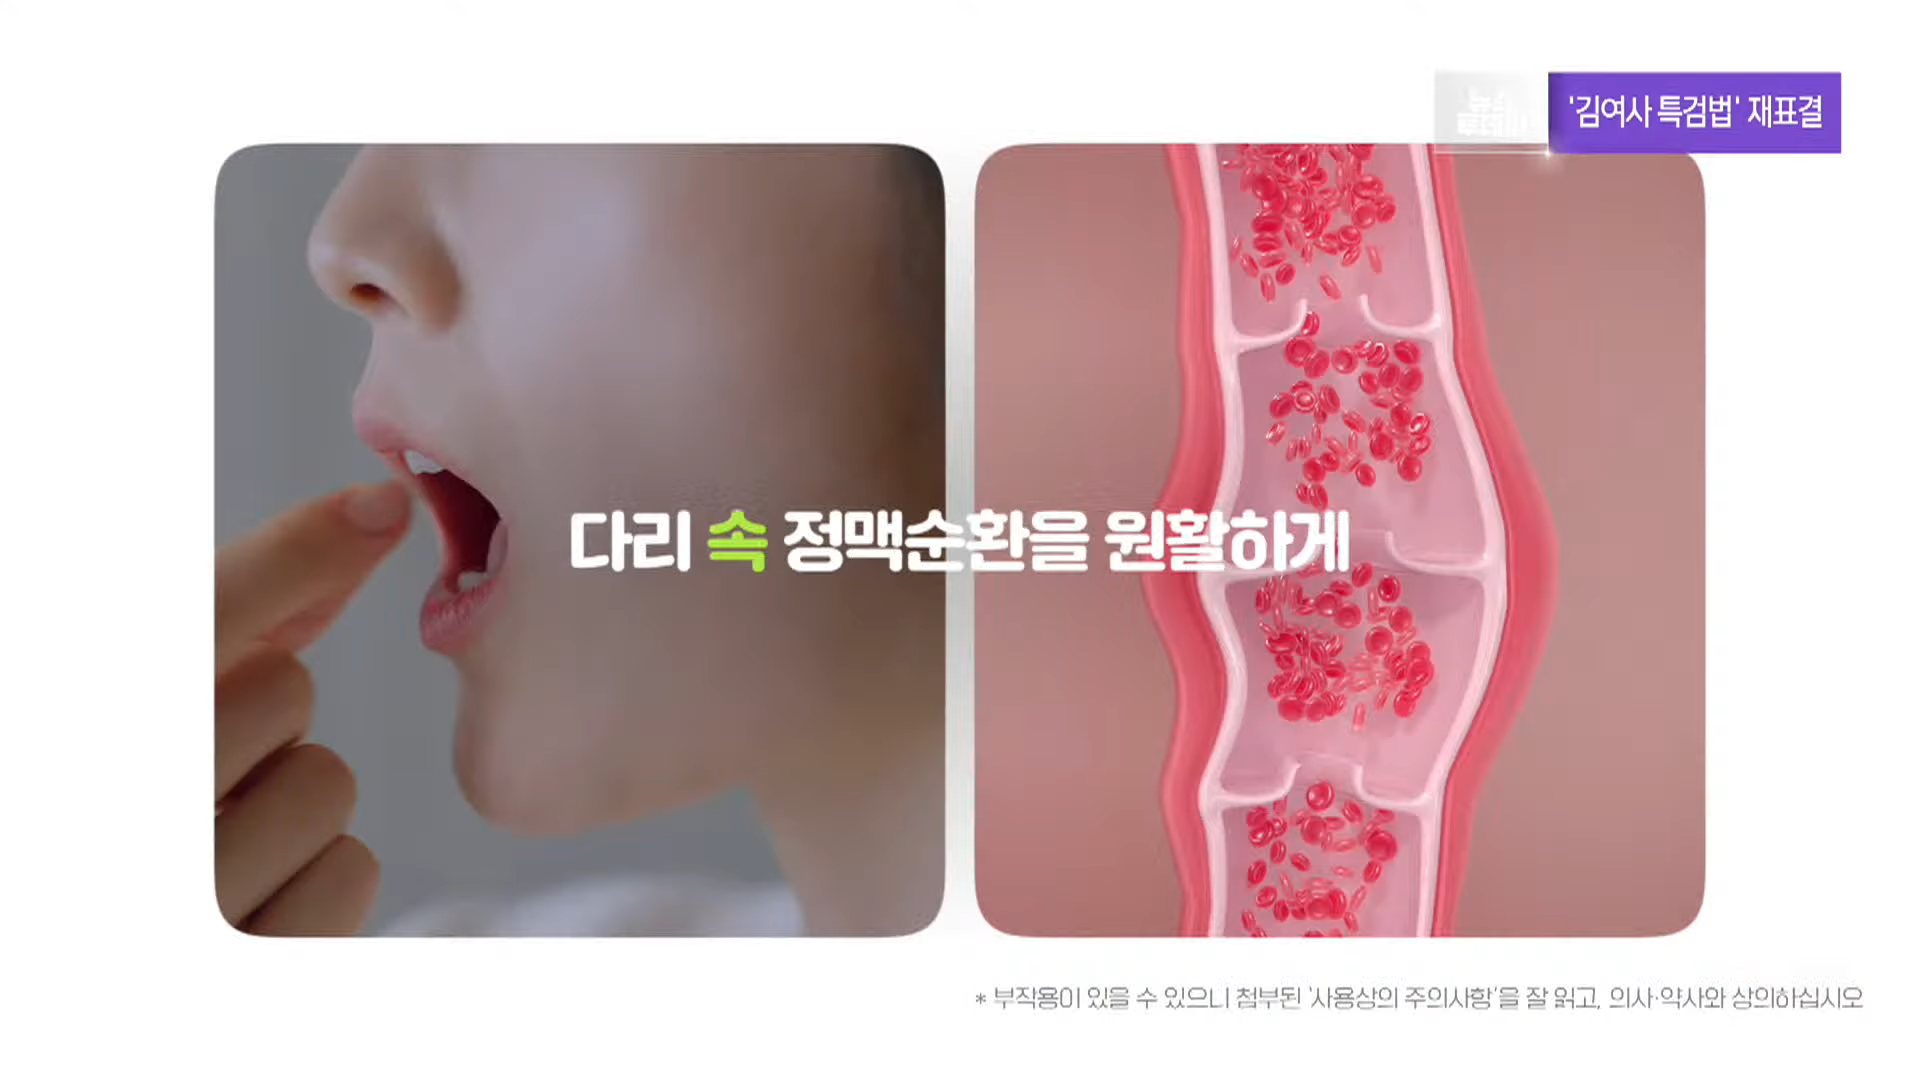 '김여사 특검법' 재표결
다리 속 정맥순환을 원활하게
* 부작용이 있을 수 있으니 첨부된 '사용상의 주의사항'을 잘 읽고, 의사·약사와 상의하십시오